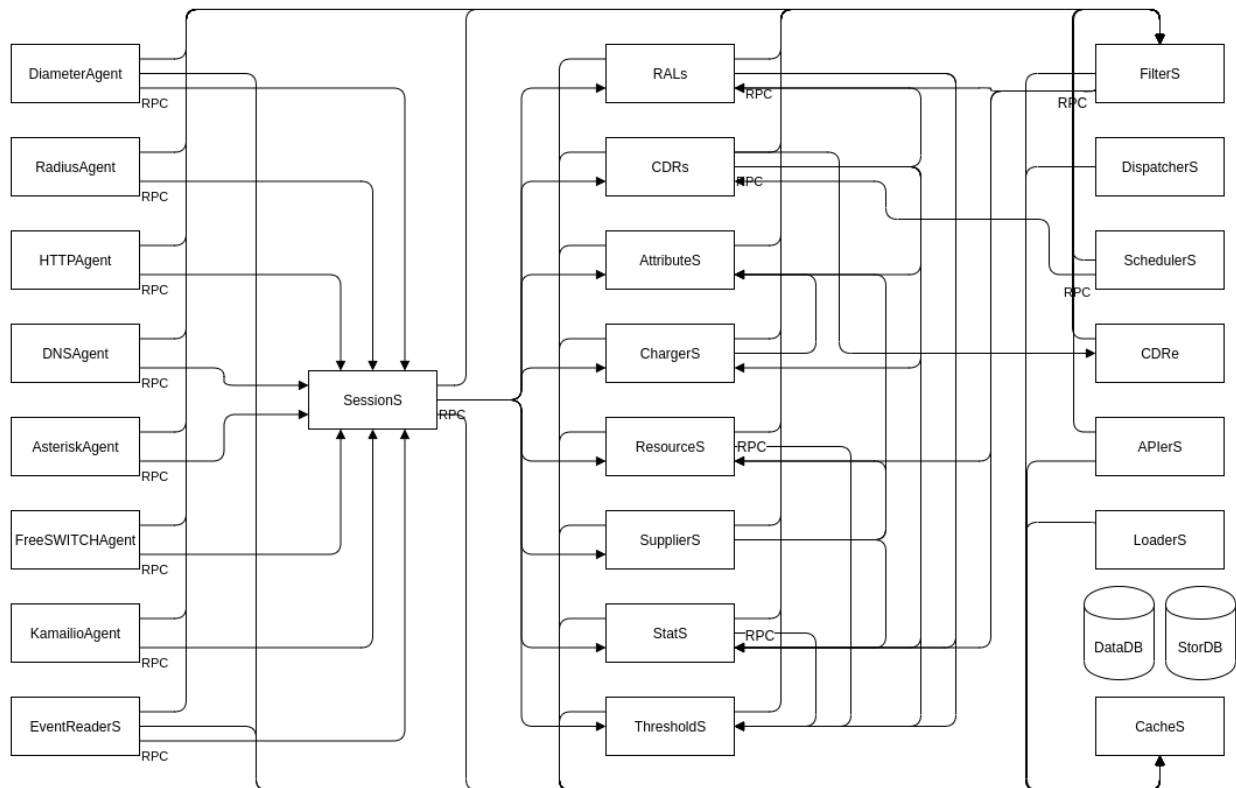 DiameterAgent
RPC
RadiusAgent
RPC
HTTPAgent
RPC
DNSAgent
RPC
AsteriskAgent
RPC
FreeSWITCHAgent
RPC
KamailioAgent
RPC
EventReaderS
RPC
SessionS
RPC
RALs
RPC
CDRs
RPC
AttributeS
ChargerS
ResourceS
RPC
SupplierS
StatS
RPC
ThresholdS
FilterS
RPC
DispatcherS
SchedulerS
RPC
CDRe
APIerS
LoaderS
DataDB
StorDB
CacheS